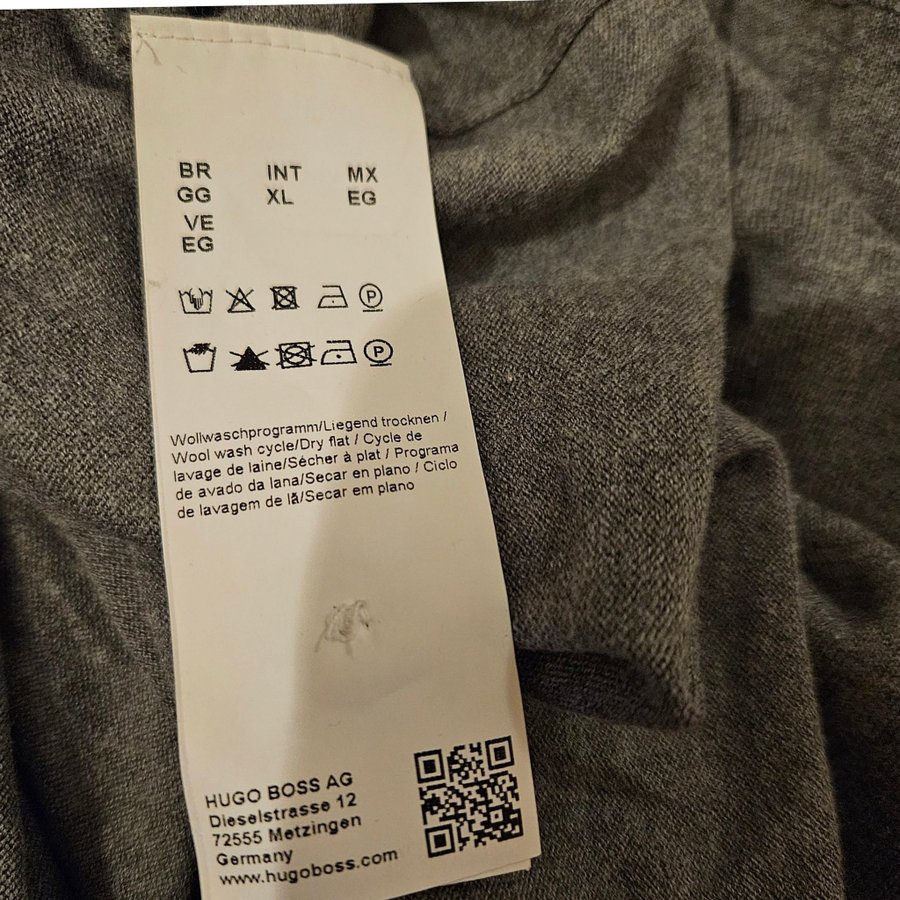 BR INT MX
GG XL EG
VE
EG
P
P
Wollwaschprogramm/Liegend trocknen /
Wool wash cycle/Dry flat / Cycle de
lavage de laine/Sécher à plat / Programa
de avado da lana/Secar en plano / Ciclo
de lavagem de lã/Secar em plano
HUGO BOSS AG
Dieselstrasse 12
72555 Metzingen
Germany
www.hugoboss.com